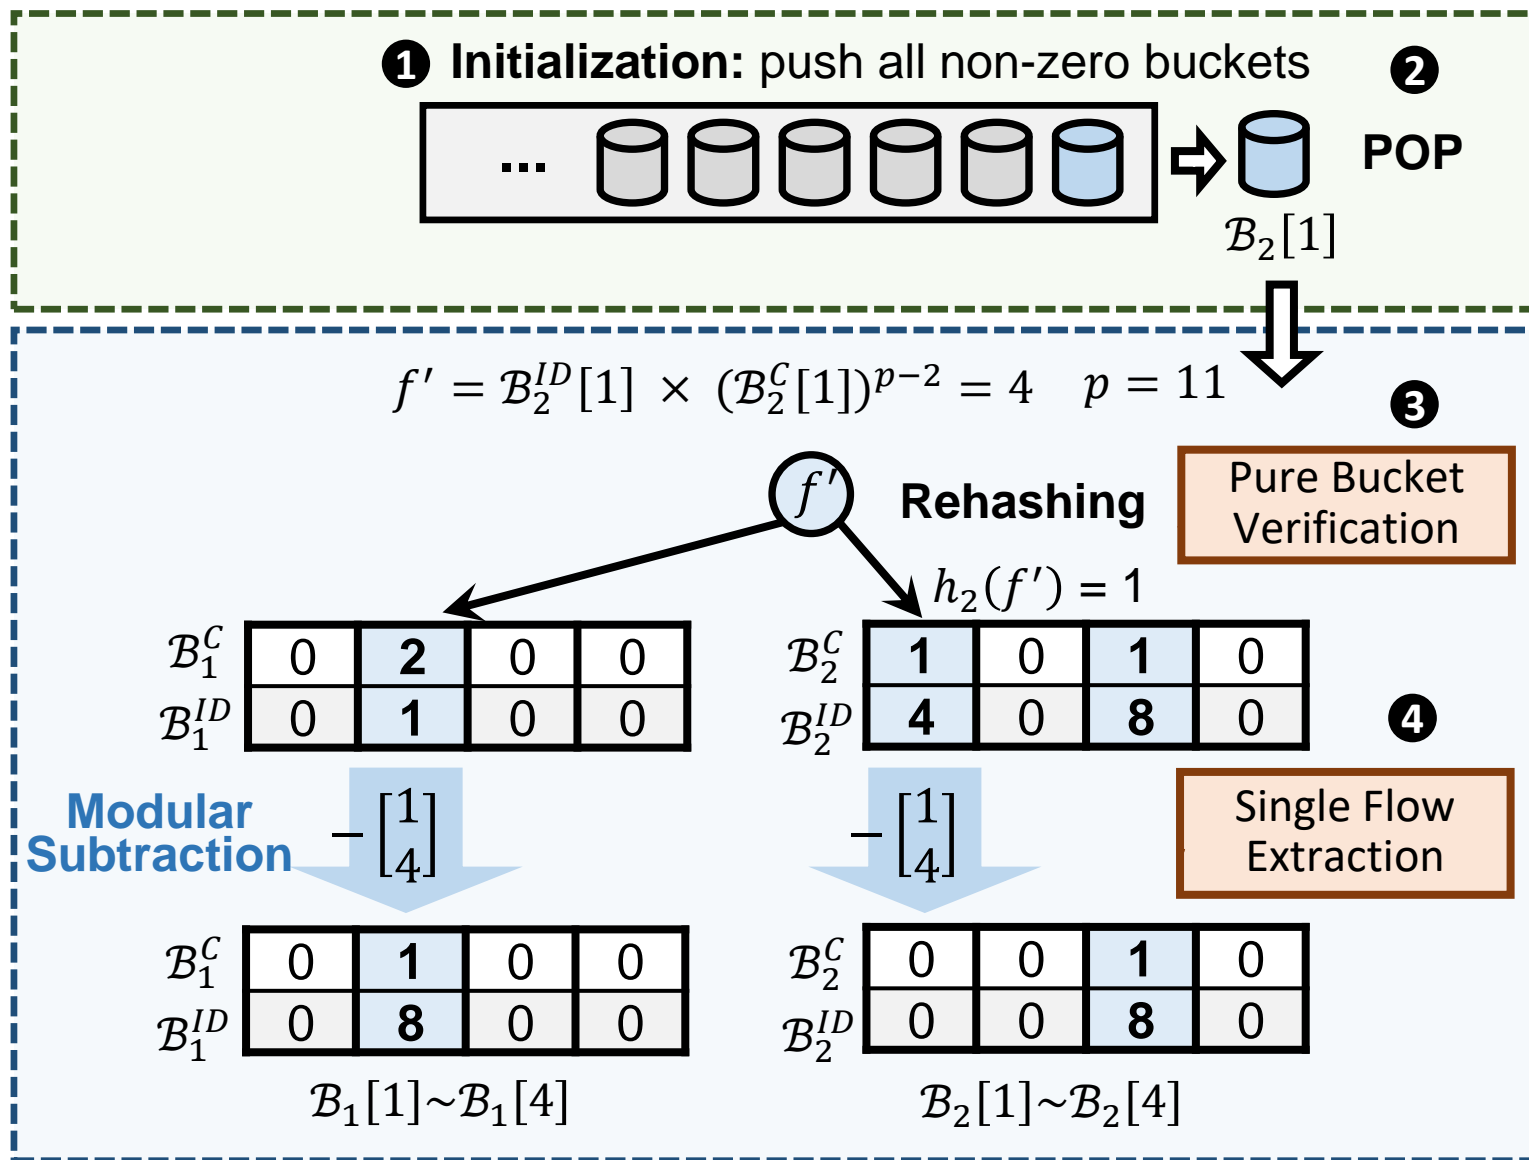 ❶ Initialization: push all non-zero buckets ❷
... POP
ℬ₂[1]
f′ = ℬ₂^{ID}[1] × (ℬ₂^{C}[1])^{p−2} = 4 p = 11
❸
Pure Bucket
Verification
f′ Rehashing
h₂(f′) = 1
ℬ₁^{C} 0 2 0 0
ℬ₁^{ID} 0 1 0 0
ℬ₂^{C} 1 0 1 0
ℬ₂^{ID} 4 0 8 0
❹
Modular
Subtraction
− [1
4]
− [1
4]
Single Flow
Extraction
ℬ₁^{C} 0 1 0 0
ℬ₁^{ID} 0 8 0 0
ℬ₂^{C} 0 0 1 0
ℬ₂^{ID} 0 0 8 0
ℬ₁[1]~ℬ₁[4]
ℬ₂[1]~ℬ₂[4]